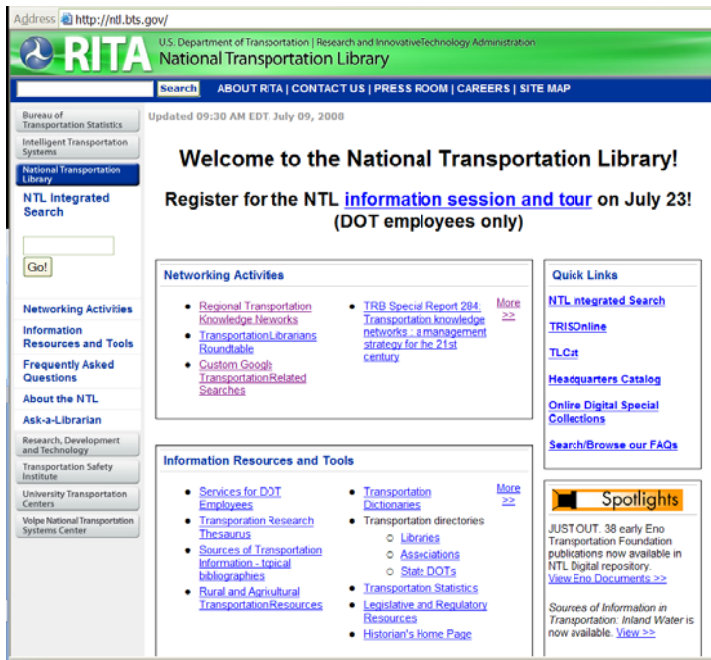 Address http://ntl.bts.gov/
RITA
U.S. Department of Transportation | Research and InnovativeTechnology Administration
National Transportation Library
Search
ABOUT RITA | CONTACT US | PRESS ROOM | CAREERS | SITE MAP
Bureau of
Transportation Statistics
Intelligent Transportation
Systems
National Transportation
Library
NTL Integrated
Search
Go!
Networking Activities
Information
Resources and Tools
Frequently Asked
Questions
About the NTL
Ask-a-Librarian
Research, Development
and Technology
Transportation Safety
Institute
University Transportation
Centers
Volpe National Transportation
Systems Center
Updated 09:30 AM EDT July 09, 2008
Welcome to the National Transportation Library!
Register for the NTL information session and tour on July 23!
(DOT employees only)
Networking Activities
Regional Transportation
Knowledge Neworks
Transportation Librarians
Roundtable
Custom Google
Transportation Related
Searches
TRB Special Report 284:
Transportation knowledge
networks : a management
strategy for the 21st
century
More
>>
Information Resources and Tools
Services for DOT
Employees
Transporation Research
Thesaurus
Sources of Transportation
Information - topical
bibliographies
Rural and Agricultural
Transportation Resources
Transportation
Dictionaries
Transportation directories
Libraries
Associations
State DOTs
Transportation Statistics
Legislative and Regulatory
Resources
Historian's Home Page
More
>>
Quick Links
NTL Integrated Search
TRISOnline
TLCat
Headquarters Catalog
Online Digital Special
Collections
Search/Browse our FAQs
Spotlights
JUST OUT. 38 early Eno
Transportation Foundation
publications now available in
NTL Digital repository.
View Eno Documents >>
Sources of Information in
Transportation: Inland Water is
now available. View >>